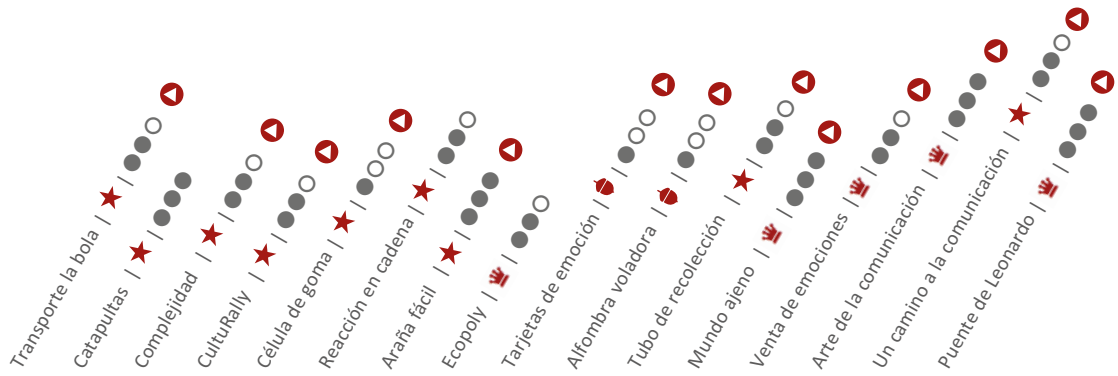 Transporte la bola |
Catapultas |
Complejidad |
CultuRally |
Célula de goma |
Reacción en cadena |
Araña fácil |
Ecopoly |
Tarjetas de emoción |
Alfombra voladora |
Tubo de recolección |
Mundo ajeno |
Venta de emociones |
Arte de la comunicación |
Un camino a la comunicación |
Puente de Leonardo |